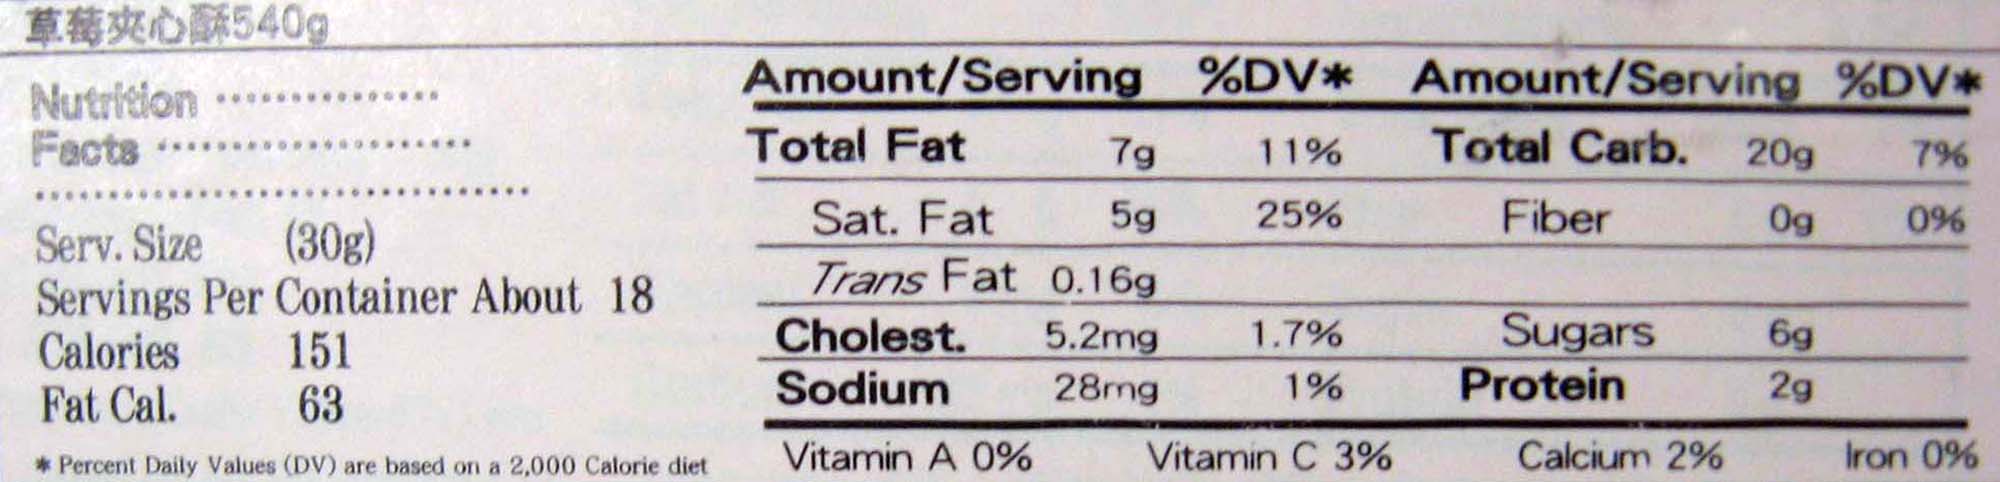 草莓夾心酥540g
Nutrition
Facts
Serv. Size (30g)
Servings Per Container About 18
Calories 151
Fat Cal. 63
* Percent Daily Values (DV) are based on a 2,000 Calorie diet
Amount/Serving %DV* Amount/Serving %DV*
Total Fat 7g 11% Total Carb. 20g 7%
Sat. Fat 5g 25% Fiber 0g 0%
Trans Fat 0.16g
Cholest. 5.2mg 1.7% Sugars 6g
Sodium 28mg 1% Protein 2g
Vitamin A 0% Vitamin C 3% Calcium 2% Iron 0%